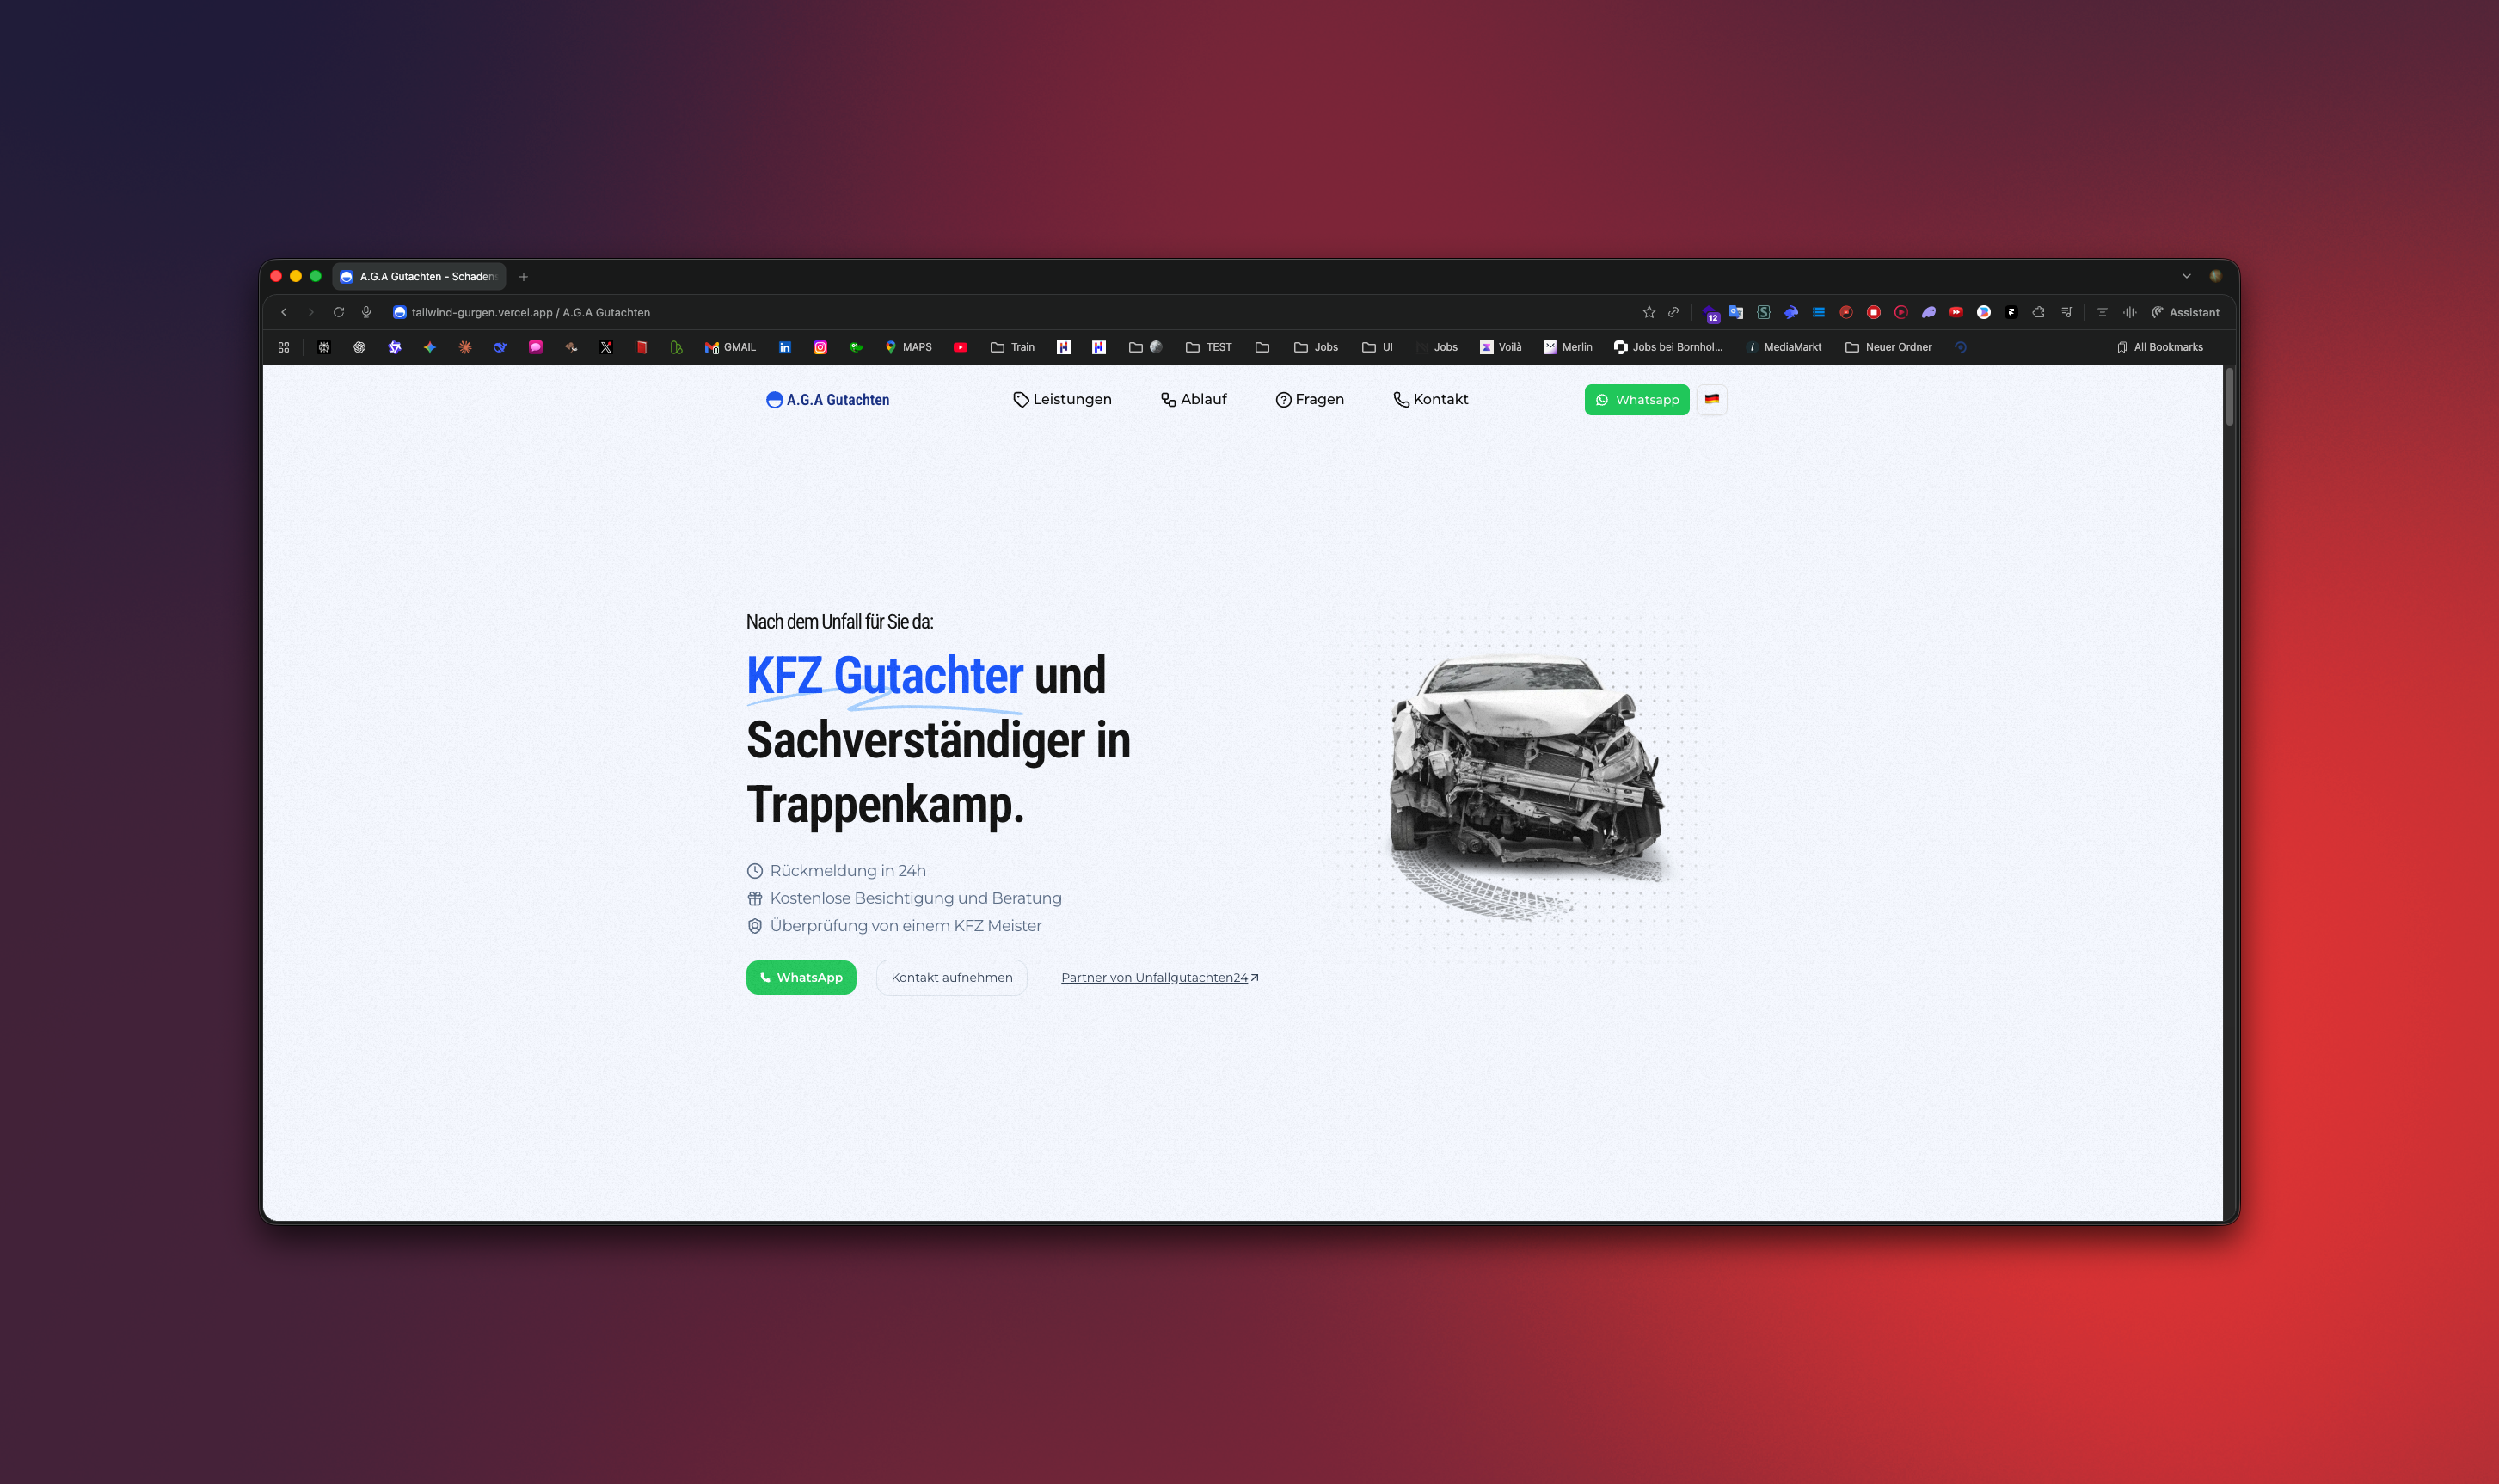 A.G.A Gutachten - Schaden
tailwind-gurgen.vercel.app / A.G.A Gutachten
12
Assistant
GMAIL
MAPS
Train
TEST
Jobs
UI
Jobs
Voilà
Merlin
Jobs bei Bornhol...
MediaMarkt
Neuer Ordner
All Bookmarks
A.G.A Gutachten
Leistungen
Ablauf
Fragen
Kontakt
Whatsapp
Nach dem Unfall für Sie da:
KFZ Gutachter und
Sachverständiger in
Trappenkamp.
Rückmeldung in 24h
Kostenlose Besichtigung und Beratung
Überprüfung von einem KFZ Meister
WhatsApp
Kontakt aufnehmen
Partner von Unfallgutachten24